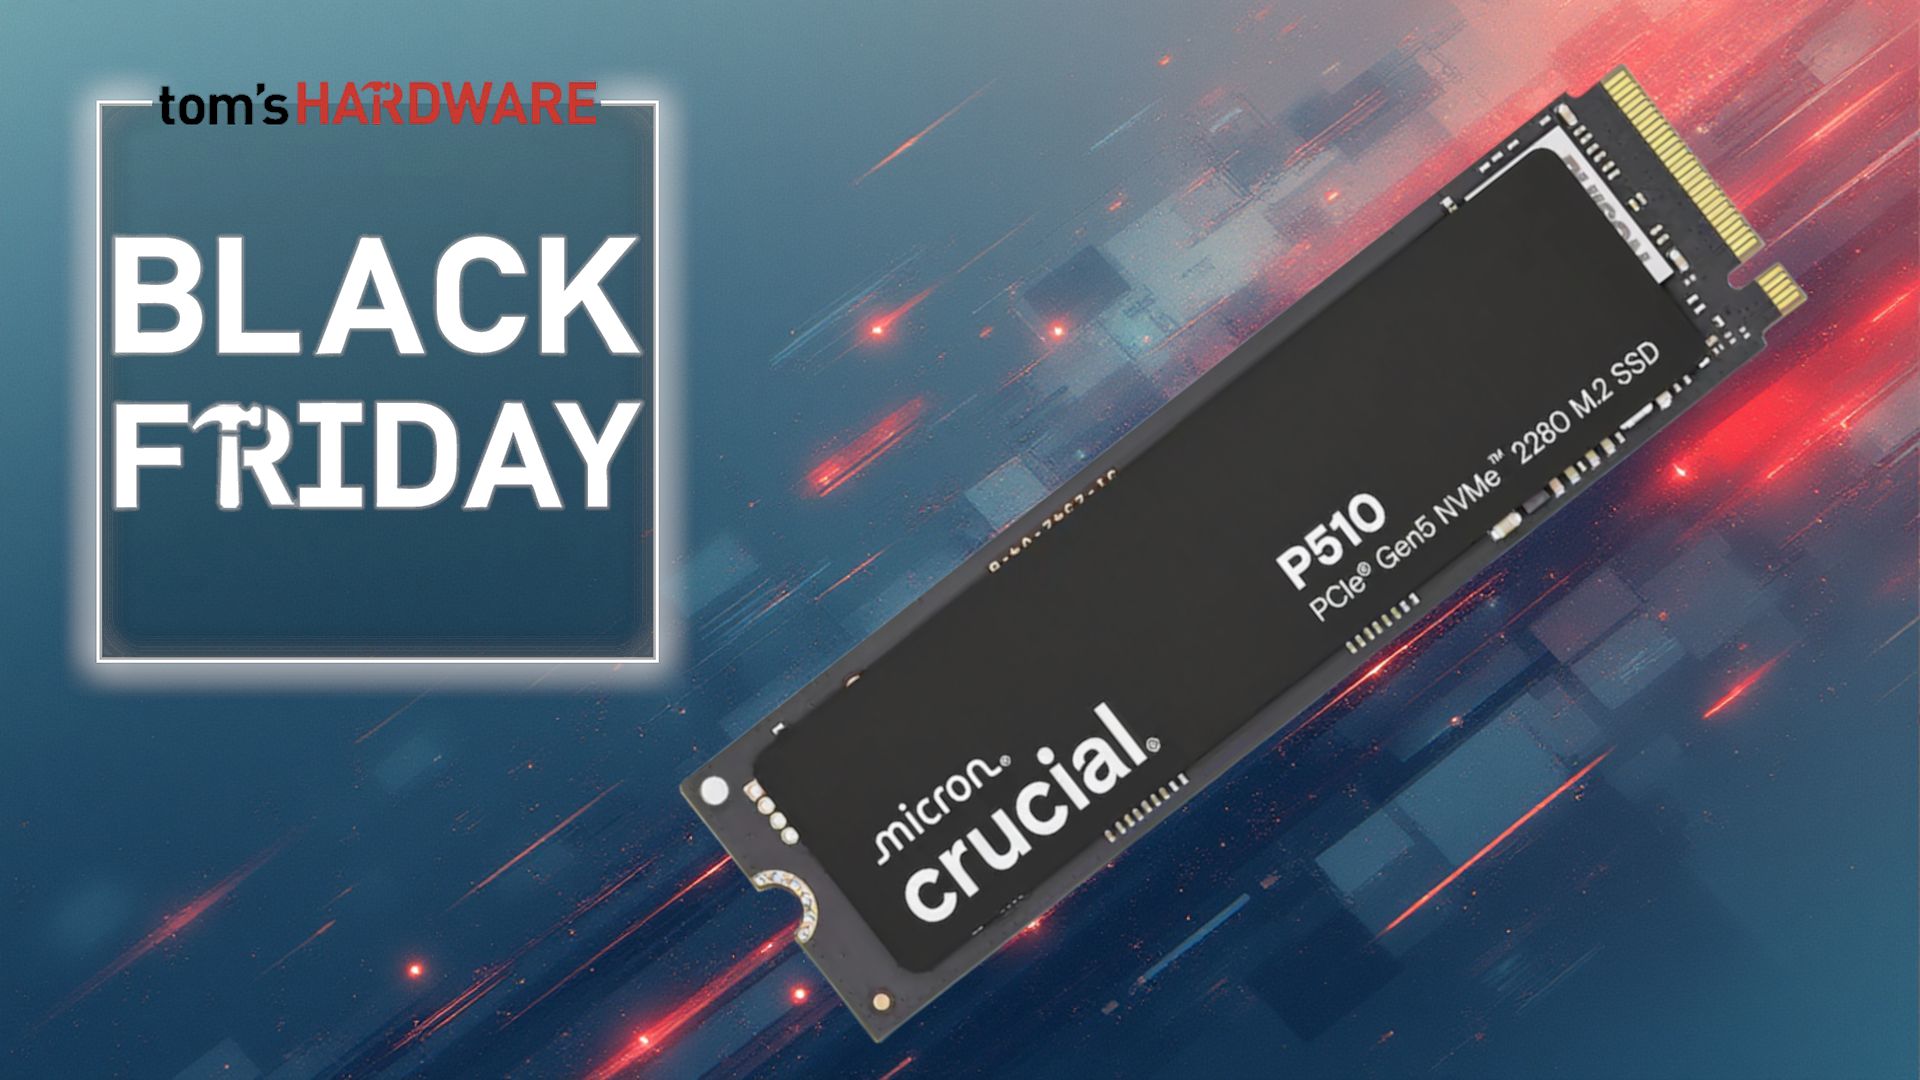 tom's HARDWARE
BLACK
FRIDAY
P510
PCIe® Gen5 NVMe™ 2280 M.2 SSD
micron®
crucial®